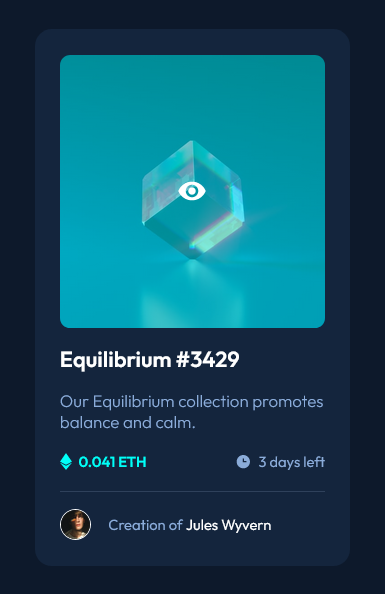 Equilibrium #3429
Our Equilibrium collection promotes
balance and calm.
0.041 ETH
3 days left
Creation of Jules Wyvern